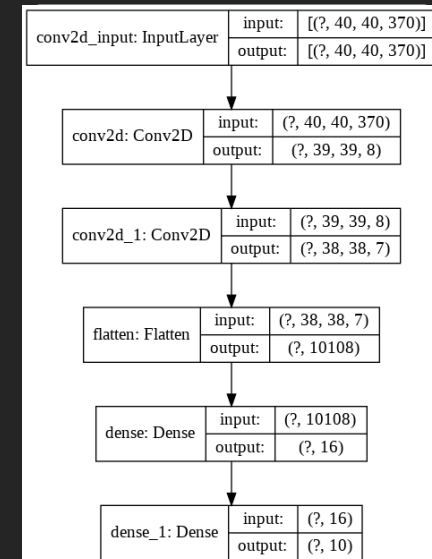 conv2d_input: InputLayer
input: [(?, 40, 40, 370)]
output: [(?, 40, 40, 370)]
conv2d: Conv2D
input: (?, 40, 40, 370)
output: (?, 39, 39, 8)
conv2d_1: Conv2D
input: (?, 39, 39, 8)
output: (?, 38, 38, 7)
flatten: Flatten
input: (?, 38, 38, 7)
output: (?, 10108)
dense: Dense
input: (?, 10108)
output: (?, 16)
dense_1: Dense
input: (?, 16)
output: (?, 10)